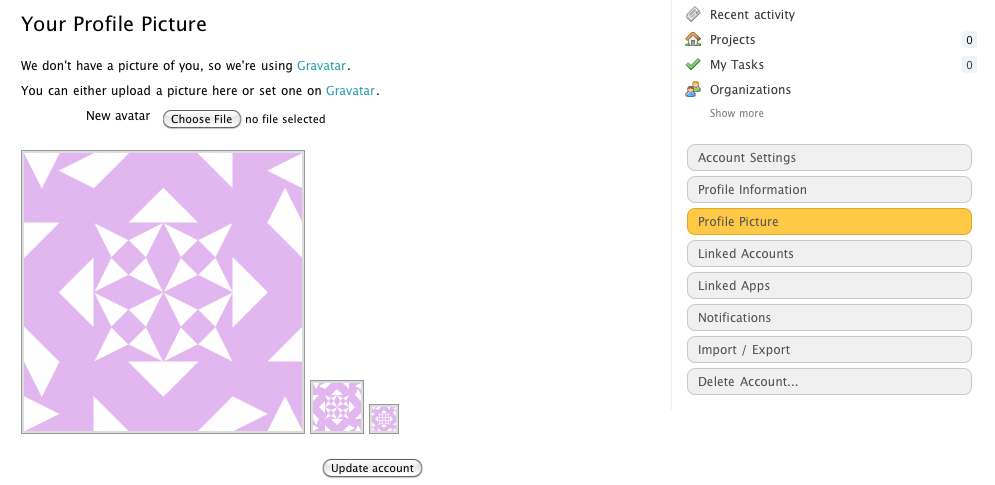 Your Profile Picture
We don't have a picture of you, so we're using Gravatar.
You can either upload a picture here or set one on Gravatar.
New avatar Choose File no file selected
Update account
Recent activity
Projects 0
My Tasks 0
Organizations
Show more
Account Settings
Profile Information
Profile Picture
Linked Accounts
Linked Apps
Notifications
Import / Export
Delete Account...